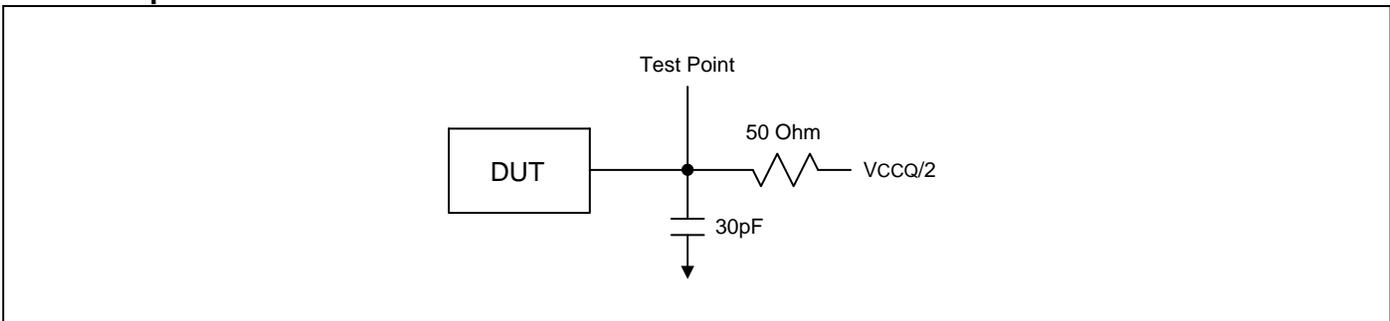 Test Point
50 Ohm
DUT
VCCQ/2
30pF